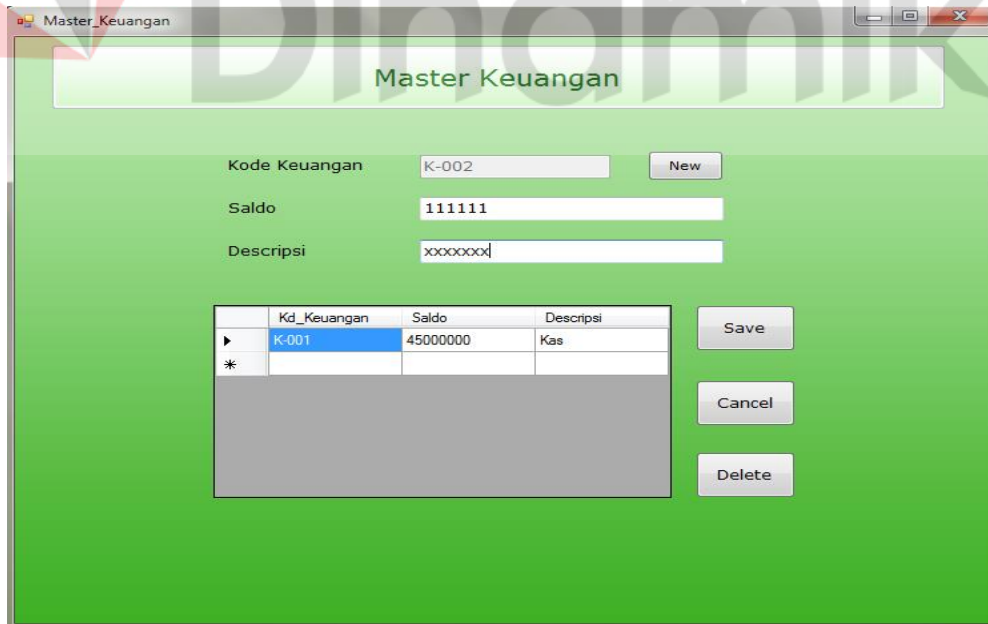 Dinamik
Master_Keuangan
Master Keuangan
Kode Keuangan K-002 New
Saldo 111111
Descripsi xxxxxxx
Kd_Keuangan Saldo Descripsi
K-001 45000000 Kas
Save
Cancel
Delete